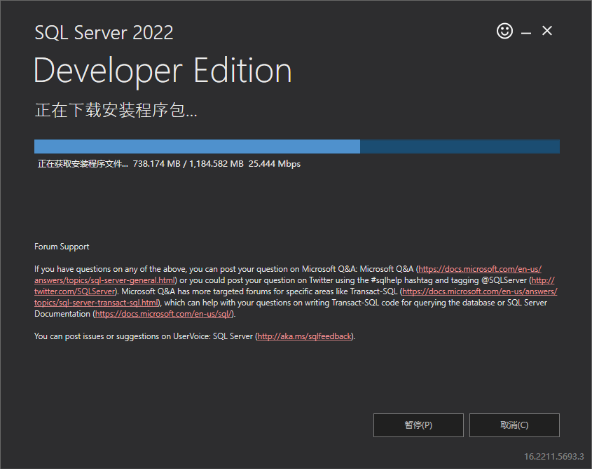 SQL Server 2022
Developer Edition
正在下载安装程序包...
正在获取安装程序文件... 738.174 MB / 1,184.582 MB 25.444 Mbps
Forum Support
If you have questions on any of the above, you can post your question on Microsoft Q&A: Microsoft Q&A (https://docs.microsoft.com/en-us/
answers/topics/sql-server-general.html) or you could post your question on Twitter using the #sqlhelp hashtag and tagging @SQLServer (http://
twitter.com/SQLServer). Microsoft Q&A has more targeted forums for specific areas like Transact-SQL (https://docs.microsoft.com/en-us/answers/
topics/sql-server-transact-sql.html), which can help with your questions on writing Transact-SQL code for querying the database or SQL Server
Documentation (https://docs.microsoft.com/en-us/sql/).
You can post issues or suggestions on UserVoice: SQL Server (http://aka.ms/sqlfeedback).
暂停(P)
取消(C)
16.2211.5693.3